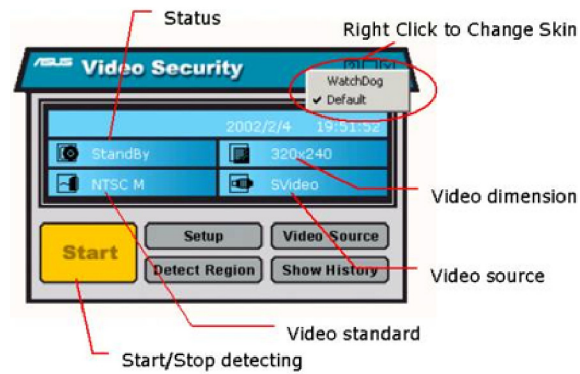 Status
Right Click to Change Skin
ASUS Video Security
WatchDog
✔ Default
2002/2/4 19:51:52
StandBy
320x240
NTSC M
SVideo
Video dimension
Start
Setup
Video Source
Detect Region
Show History
Video source
Video standard
Start/Stop detecting